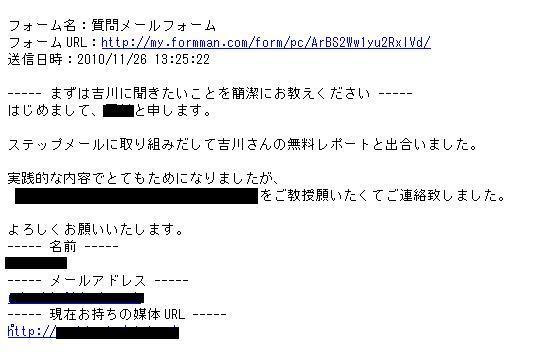 フォーム名：質問メールフォーム
フォームURL：http://my.formman.com/form/pc/ArBS2Ww1yu2RxIVd/
送信日時：2010/11/26 13:25:22
----- まずは吉川に聞きたいことを簡潔にお教えください -----
はじめまして、と申します。
ステップメールに取り組みだして吉川さんの無料レポートと出合いました。
実践的な内容でとてもためになりましたが、
をご教授願いたくてご連絡致しました。
よろしくお願いいたします。
----- 名前 -----
----- メールアドレス -----
----- 現在お持ちの媒体URL -----
http://